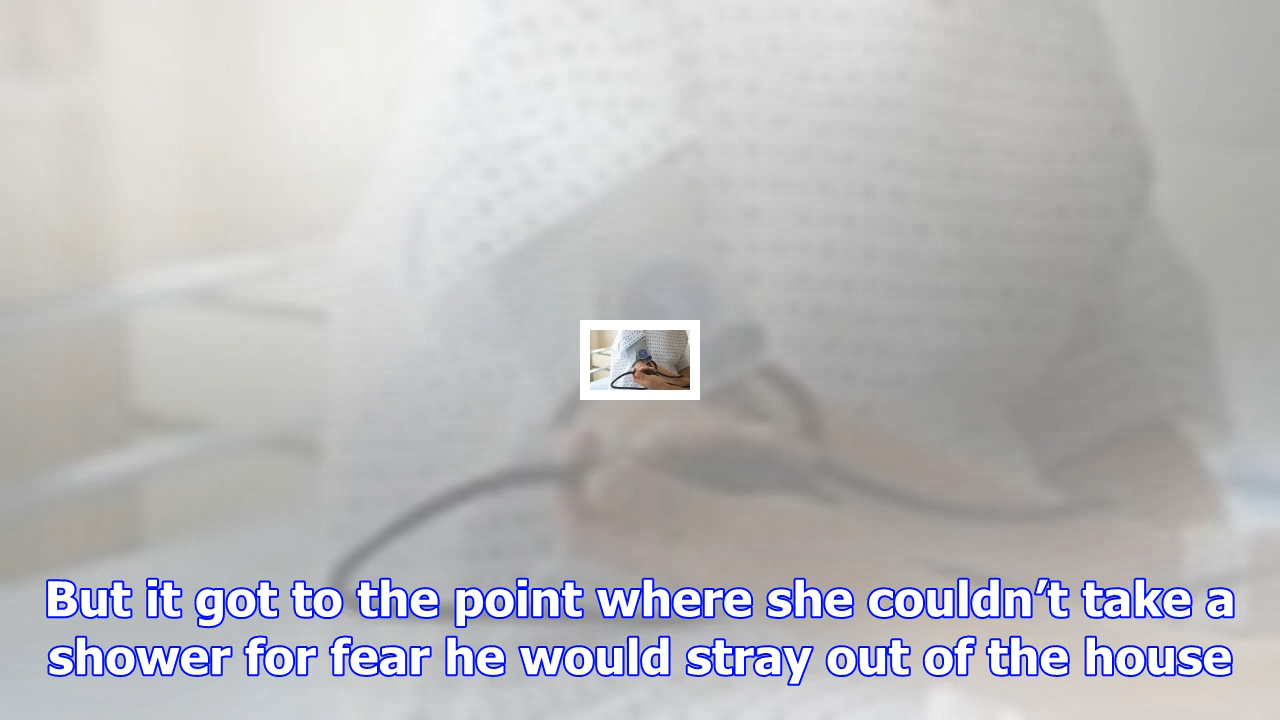 But it got to the point where she couldn’t take a
shower for fear he would stray out of the house